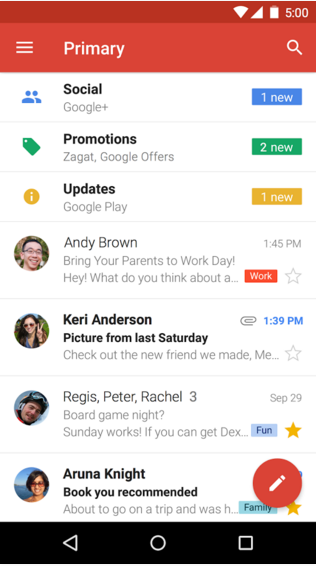 5:00
Primary
Social
Google+
1 new
Promotions
Zagat, Google Offers
2 new
Updates
Google Play
1 new
Andy Brown
1:45 PM
Bring Your Parents to Work Day!
Hey! What do you think about a...
Work
Keri Anderson
1:39 PM
Picture from last Saturday
Check out the new friend we made, Me...
Regis, Peter, Rachel 3
Sep 29
Board game night?
Sunday works! If you can get Dex...
Fun
Aruna Knight
Book you recommended
About to go on a trip and was h...
Family